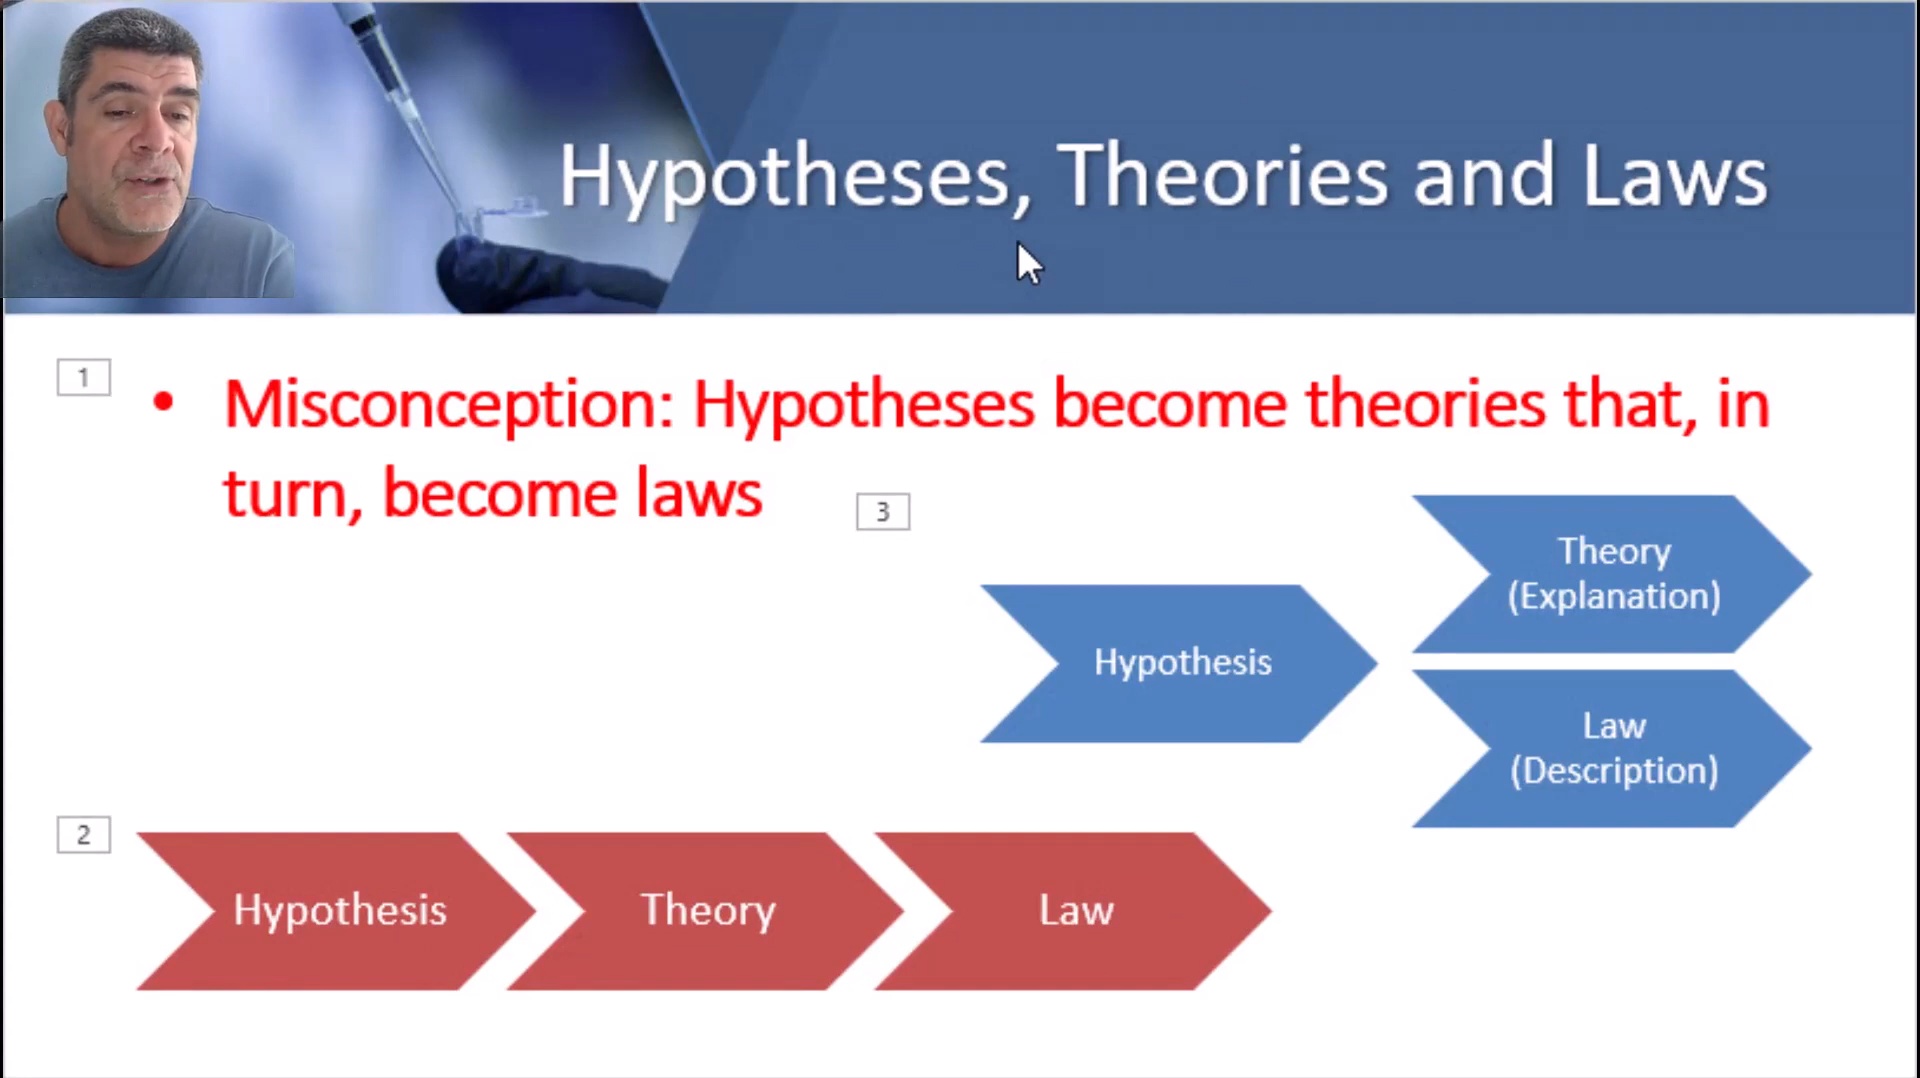 Hypotheses, Theories and Laws
1
• Misconception: Hypotheses become theories that, in
turn, become laws
3
Theory
(Explanation)
Hypothesis
Law
(Description)
2
Hypothesis
Theory
Law